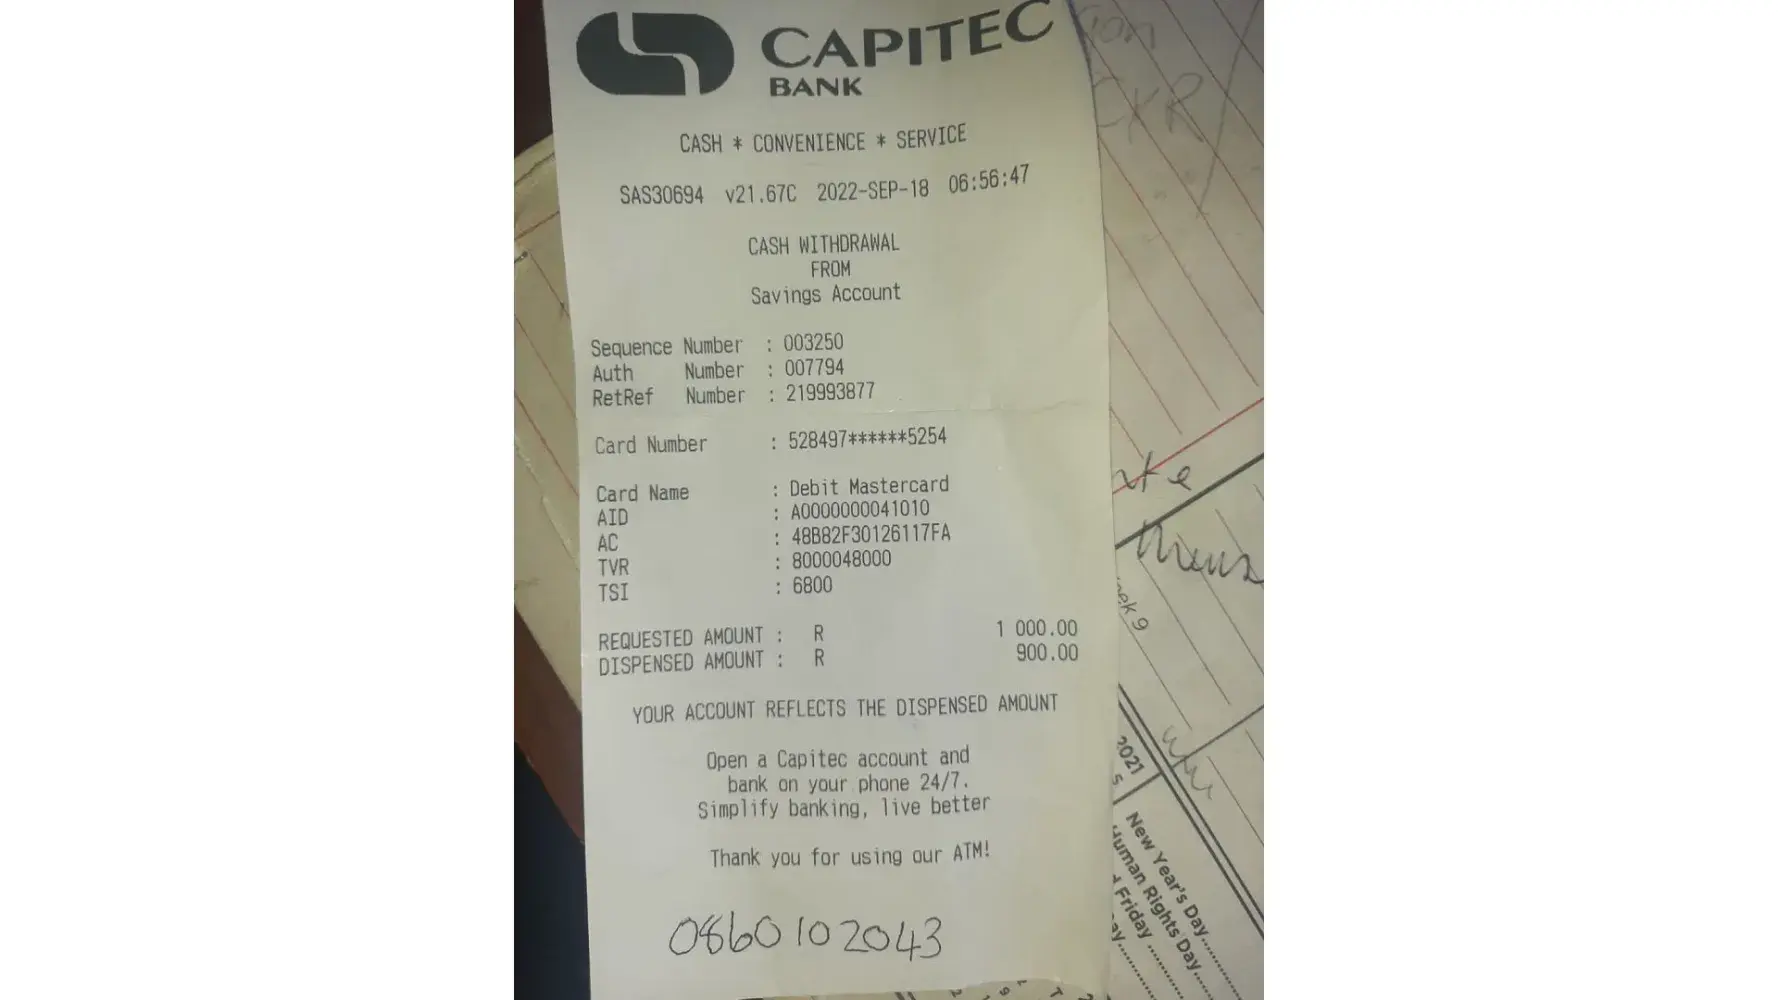 CAPITEC
BANK
CASH * CONVENIENCE * SERVICE
SAS30694 v21.67C 2022-SEP-18 06:56:47
CASH WITHDRAWAL
FROM
Savings Account
Sequence Number : 003250
Auth Number : 007794
RetRef Number : 219993877
Card Number : 528497******5254
Card Name : Debit Mastercard
AID : A0000000041010
AC : 48B82F30126117FA
TVR : 8000048000
TSI : 6800
REQUESTED AMOUNT : R 1 000.00
DISPENSED AMOUNT : R 900.00
YOUR ACCOUNT REFLECTS THE DISPENSED AMOUNT
Open a Capitec account and
bank on your phone 24/7.
Simplify banking, live better
Thank you for using our ATM!
0860102043
2021
New Year's Day
Human Rights Day
Friday